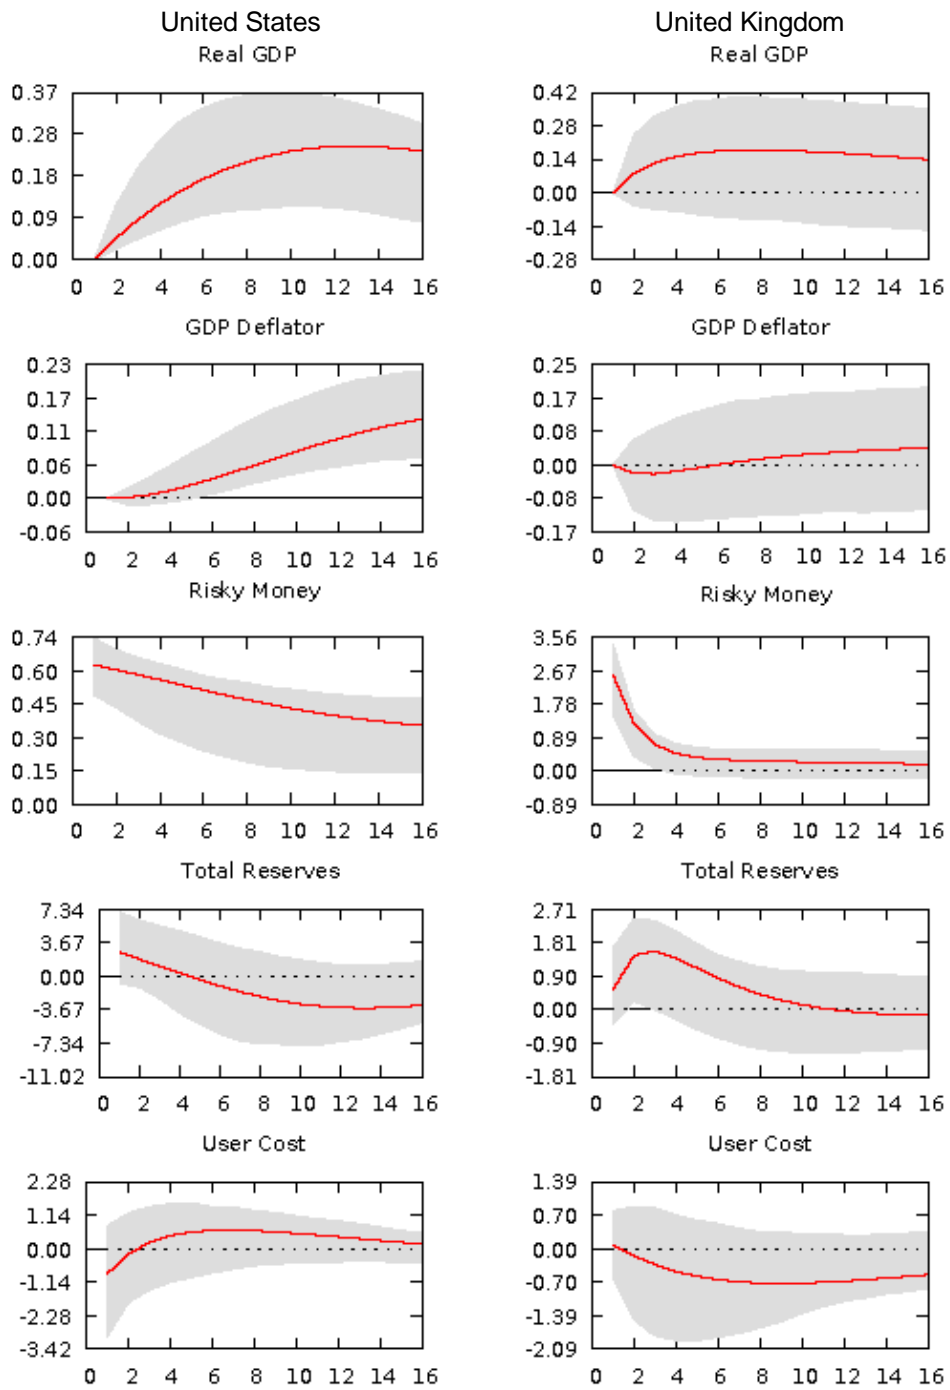 United States United Kingdom
Real GDP Real GDP
0.37 0.42
0.28 0.28
0.18 0.14
0.09 0.00
0.00 -0.14
-0.28
0 2 4 6 8 10 12 14 16 0 2 4 6 8 10 12 14 16
GDP Deflator GDP Deflator
0.23 0.25
0.17 0.17
0.11 0.08
0.06 0.00
0.00 -0.08
-0.06 -0.17
0 2 4 6 8 10 12 14 16 0 2 4 6 8 10 12 14 16
Risky Money Risky Money
0.74 3.56
0.60 2.67
0.45 1.78
0.30 0.89
0.15 0.00
0.00 -0.89
0 2 4 6 8 10 12 14 16 0 2 4 6 8 10 12 14 16
Total Reserves Total Reserves
7.34 2.71
3.67 1.81
0.00 0.90
-3.67 0.00
-7.34 -0.90
-11.02 -1.81
0 2 4 6 8 10 12 14 16 0 2 4 6 8 10 12 14 16
User Cost User Cost
2.28 1.39
1.14 0.70
0.00 0.00
-1.14 -0.70
-2.28 -1.39
-3.42 -2.09
0 2 4 6 8 10 12 14 16 0 2 4 6 8 10 12 14 16